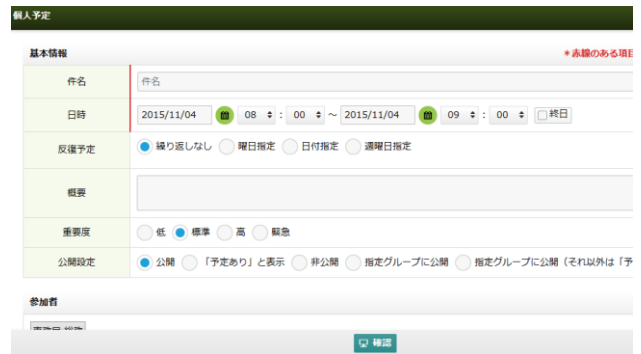 個人予定
基本情報 *赤線のある項目
件名 件名
日時 2015/11/04 08 : 00 ~ 2015/11/04 09 : 00 終日
反復予定 繰り返しなし 曜日指定 日付指定 週曜日指定
概要
重要度 低 標準 高 緊急
公開設定 公開 「予定あり」と表示 非公開 指定グループに公開 指定グループに公開（それ以外は「予
参加者
確認